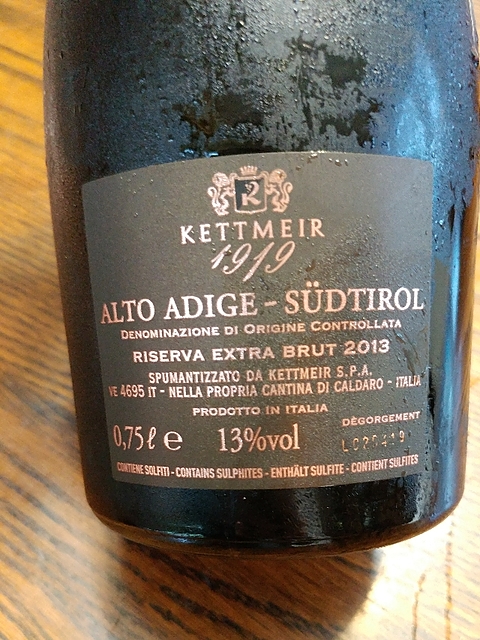 K
KETTMEIR
1919
ALTO ADIGE - SÜDTIROL
DENOMINAZIONE DI ORIGINE CONTROLLATA
RISERVA EXTRA BRUT 2013
SPUMANTIZZATO DA KETTMEIR S.P.A.
VE 4695 IT - NELLA PROPRIA CANTINA DI CALDARO - ITALIA
PRODOTTO IN ITALIA
DÈGORGEMENT
0,75ℓ e 13%vol
CONTIENE SOLFITI - CONTAINS SULPHITES - ENTHÄLT SULFITE - CONTIENT SULFITES